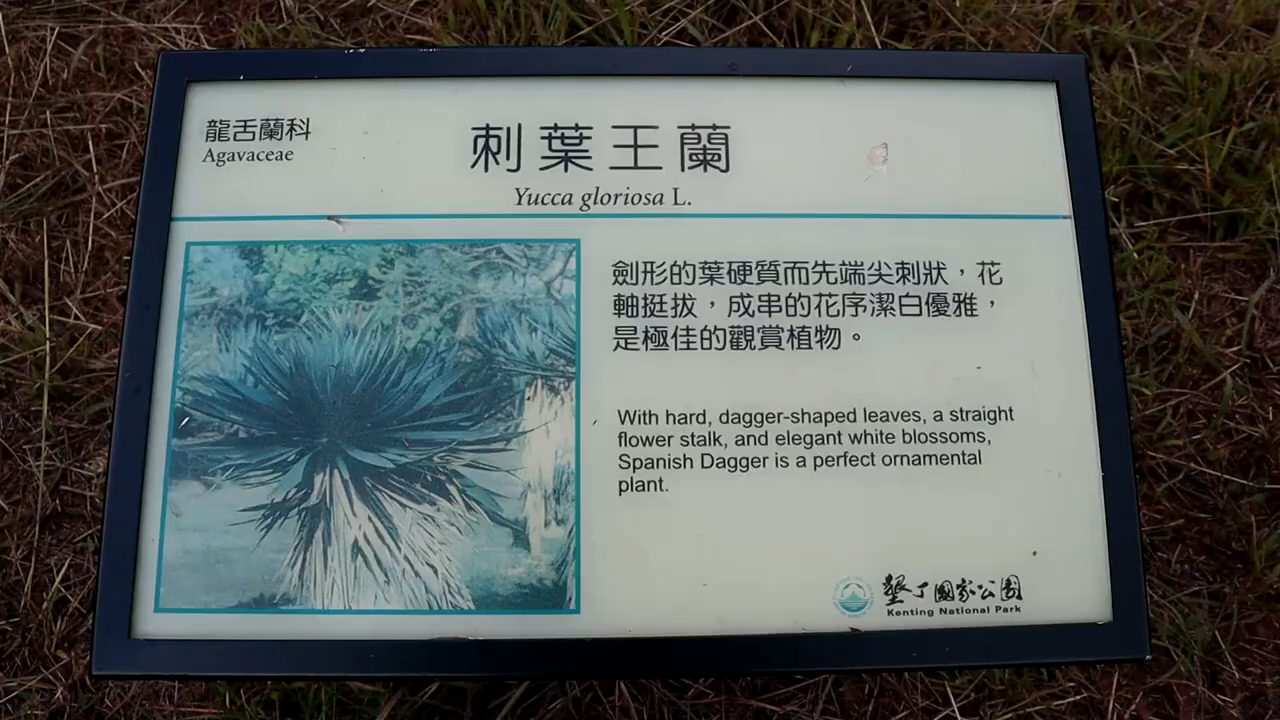 龍舌蘭科
Agavaceae
刺葉王蘭
Yucca gloriosa L.
劍形的葉硬質而先端尖刺狀，花
軸挺拔，成串的花序潔白優雅，
是極佳的觀賞植物。
With hard, dagger-shaped leaves, a straight
flower stalk, and elegant white blossoms,
Spanish Dagger is a perfect ornamental
plant.
墾丁國家公園
Kenting National Park